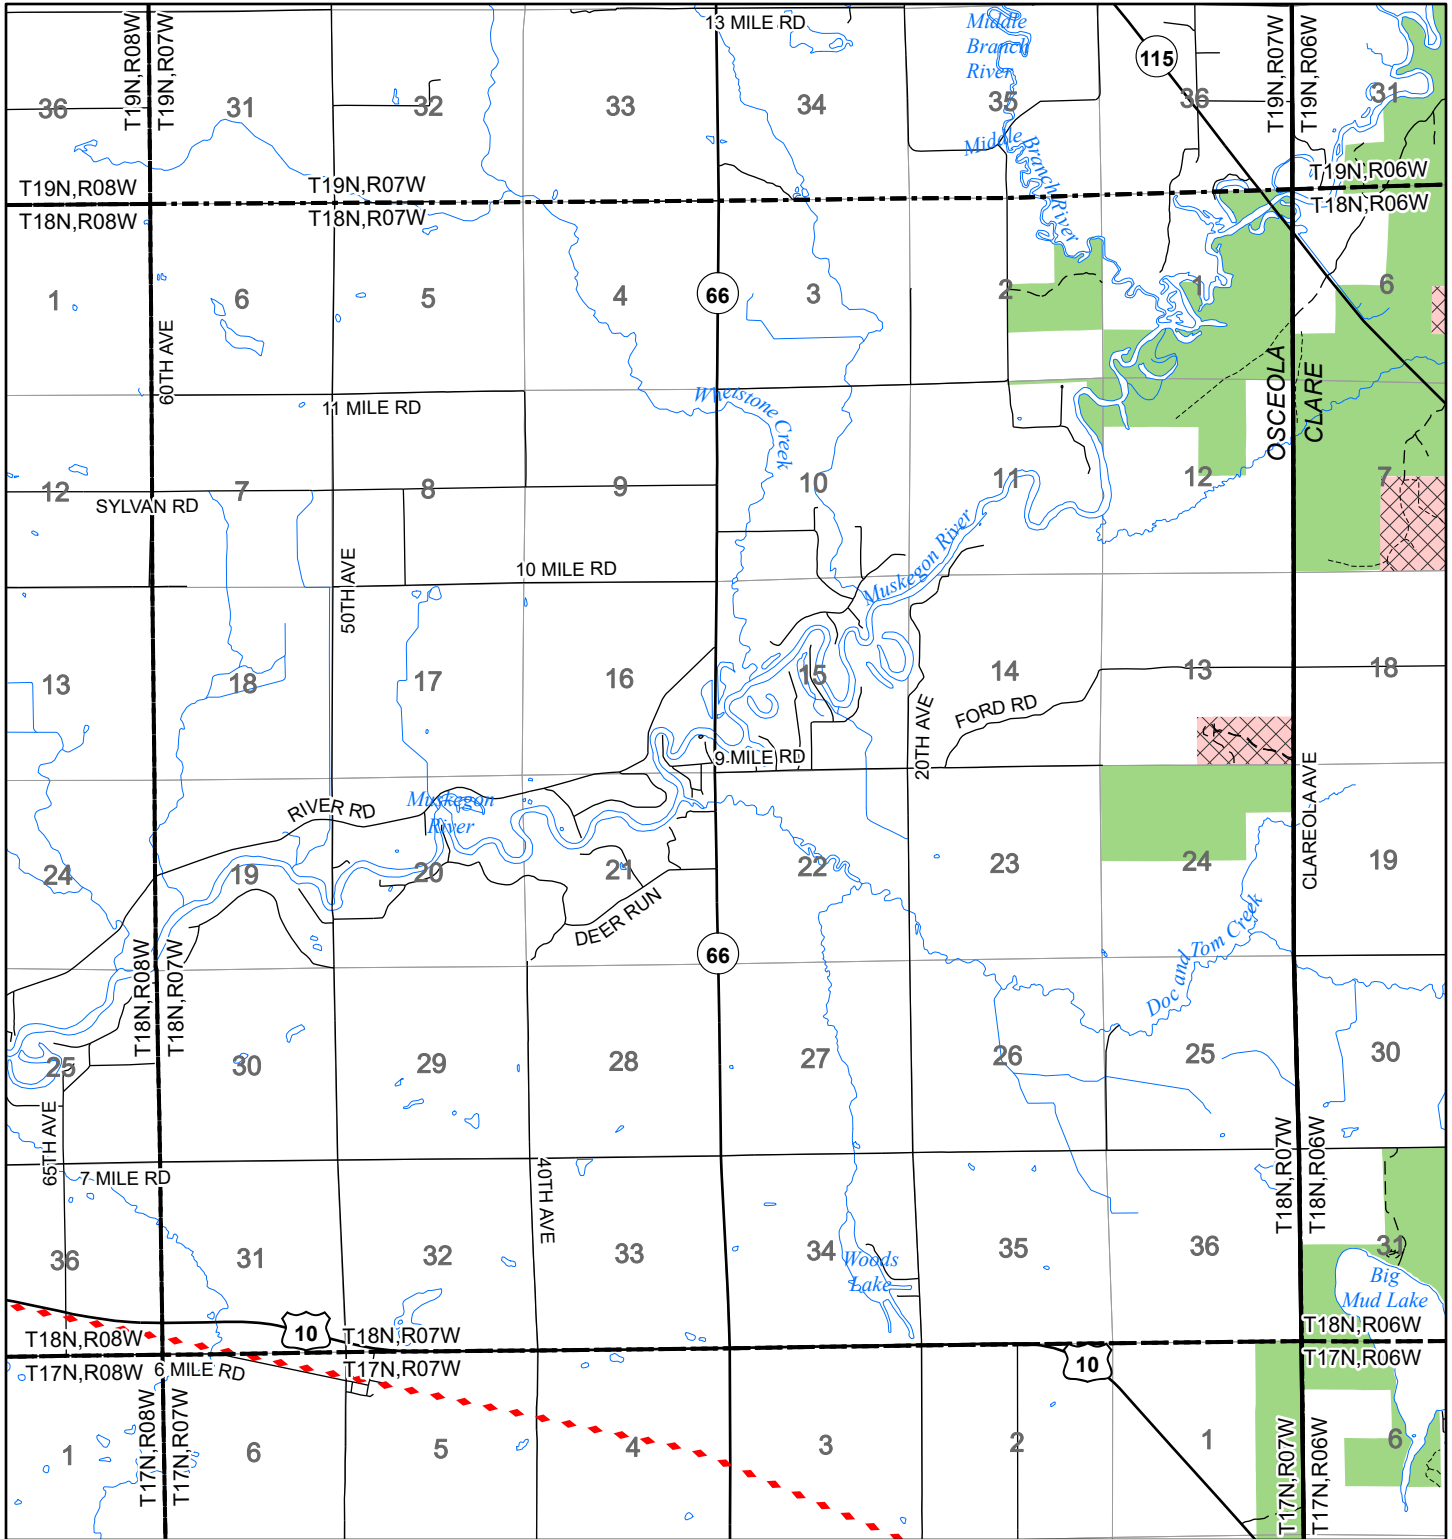 13 MILE RD
Middle
Branch
River
115
T19N,R08W
T19N,R07W
T19N,R07W
T19N,R06W
36
31
32
33
34
35
36
31
Middle Branch River
T19N,R08W
T19N,R07W
T19N,R06W
T18N,R08W
T18N,R07W
T18N,R06W
1
6
5
4
66
3
2
1
6
60TH AVE
OSCEOLA
CLARE
11 MILE RD
Whetstone Creek
12
7
8
9
10
11
12
7
SYLVAN RD
Muskegon River
50TH AVE
10 MILE RD
13
18
17
16
15
14
13
18
20TH AVE
FORD RD
9 MILE RD
CLAREOLA AVE
RIVER RD
Muskegon
River
24
19
20
21
22
23
24
19
DEER RUN
Doc and Tom Creek
T18N,R08W
T18N,R07W
66
25
30
29
28
27
26
25
30
65TH AVE
7 MILE RD
40TH AVE
T18N,R07W
T18N,R06W
36
31
32
33
34
35
36
31
Woods
Lake
Big
Mud Lake
10
T18N,R08W
T18N,R07W
T18N,R06W
T17N,R08W
6 MILE RD
T17N,R07W
10
T17N,R06W
T17N,R08W
T17N,R07W
T17N,R07W
T17N,R06W
1
6
5
4
3
2
1
6